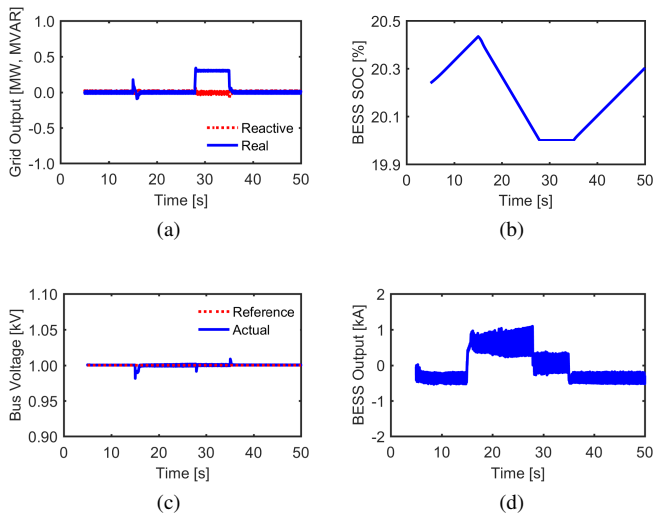 Grid Output [MW, MVAR]
1.0
0.5
0.0
-0.5
-1.0
Reactive
Real
0 10 20 30 40 50
Time [s]
(a)
BESS SOC [%]
20.5
20.3
20.1
19.9
0 10 20 30 40 50
Time [s]
(b)
Bus Voltage [kV]
1.10
1.05
1.00
0.95
0.90
Reference
Actual
0 10 20 30 40 50
Time [s]
(c)
BESS Output [kA]
2
1
0
-1
-2
0 10 20 30 40 50
Time [s]
(d)